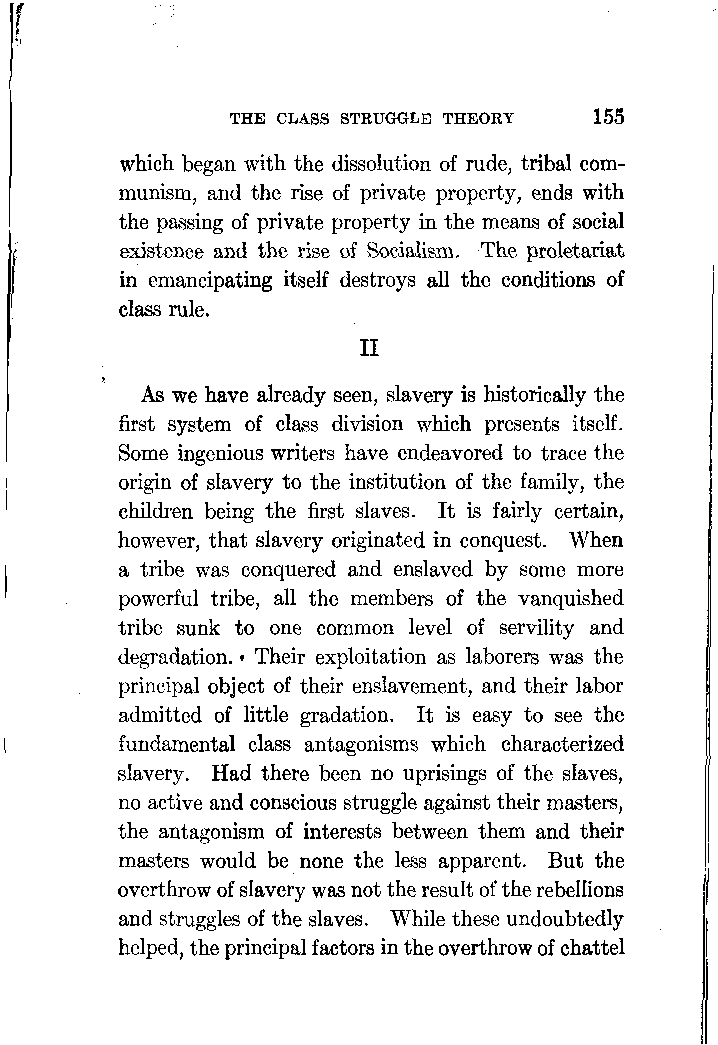 THE CLASS STRUGGLE THEORY 155
which began with the dissolution of rude, tribal com-
munism, and the rise of private property, ends with
the passing of private property in the means of social
existence and the rise of Socialism. The proletariat
in emancipating itself destroys all the conditions of
class rule.
II
As we have already seen, slavery is historically the
first system of class division which presents itself.
Some ingenious writers have endeavored to trace the
origin of slavery to the institution of the family, the
children being the first slaves. It is fairly certain,
however, that slavery originated in conquest. When
a tribe was conquered and enslaved by some more
powerful tribe, all the members of the vanquished
tribe sunk to one common level of servility and
degradation. Their exploitation as laborers was the
principal object of their enslavement, and their labor
admitted of little gradation. It is easy to see the
fundamental class antagonisms which characterized
slavery. Had there been no uprisings of the slaves,
no active and conscious struggle against their masters,
the antagonism of interests between them and their
masters would be none the less apparent. But the
overthrow of slavery was not the result of the rebellions
and struggles of the slaves. While these undoubtedly
helped, the principal factors in the overthrow of chattel